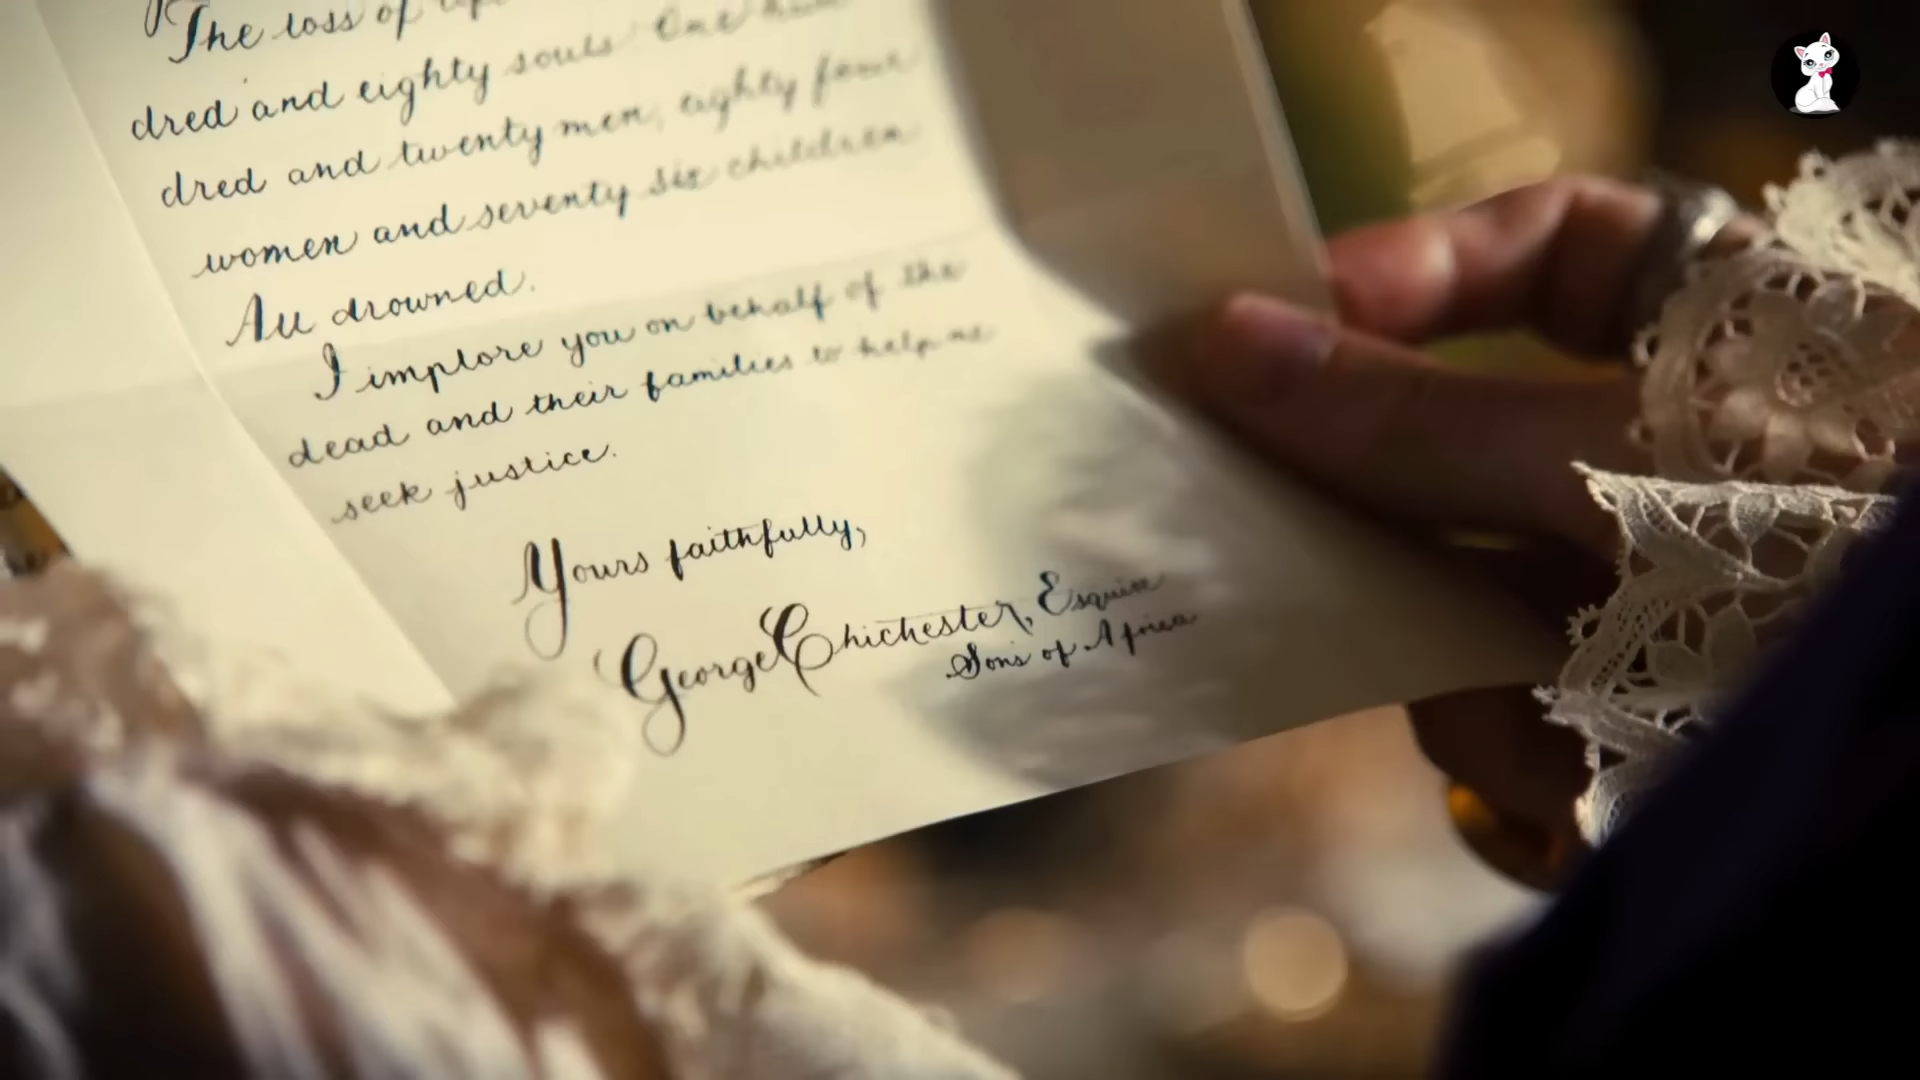 The loss of
dred and eighty souls One hun
dred and twenty men, eighty four
women and seventy six children
All drowned.
I implore you on behalf of the
dead and their families to help me
seek justice.
Yours faithfully,
George Chichester, Esquire
Sons of Africa